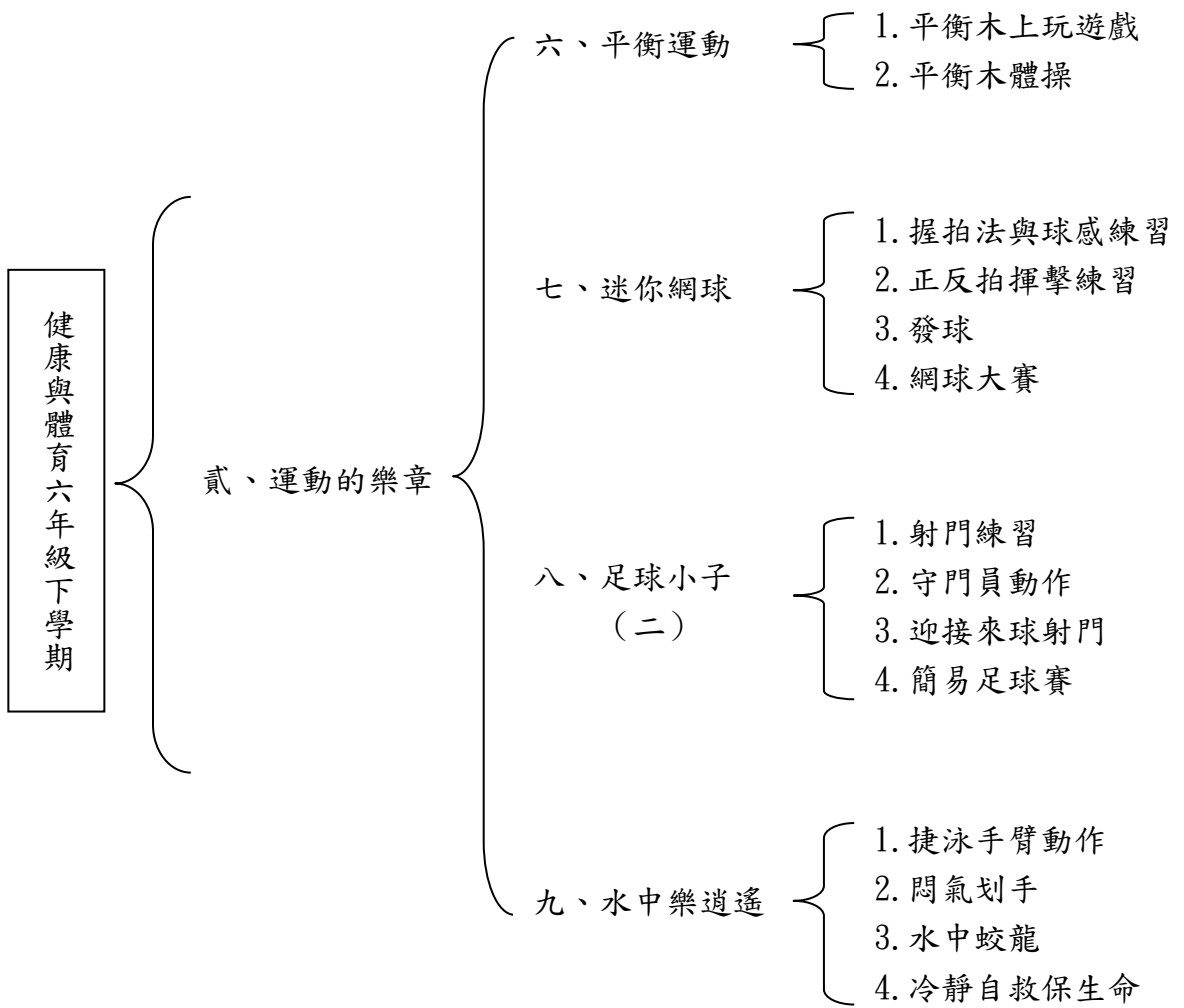 健康與體育六年級下學期
貳、運動的樂章
六、平衡運動
1.平衡木上玩遊戲
2.平衡木體操
七、迷你網球
1.握拍法與球感練習
2.正反拍揮擊練習
3.發球
4.網球大賽
八、足球小子
（二）
1.射門練習
2.守門員動作
3.迎接來球射門
4.簡易足球賽
九、水中樂逍遙
1.捷泳手臂動作
2.悶氣划手
3.水中蛟龍
4.冷靜自救保生命